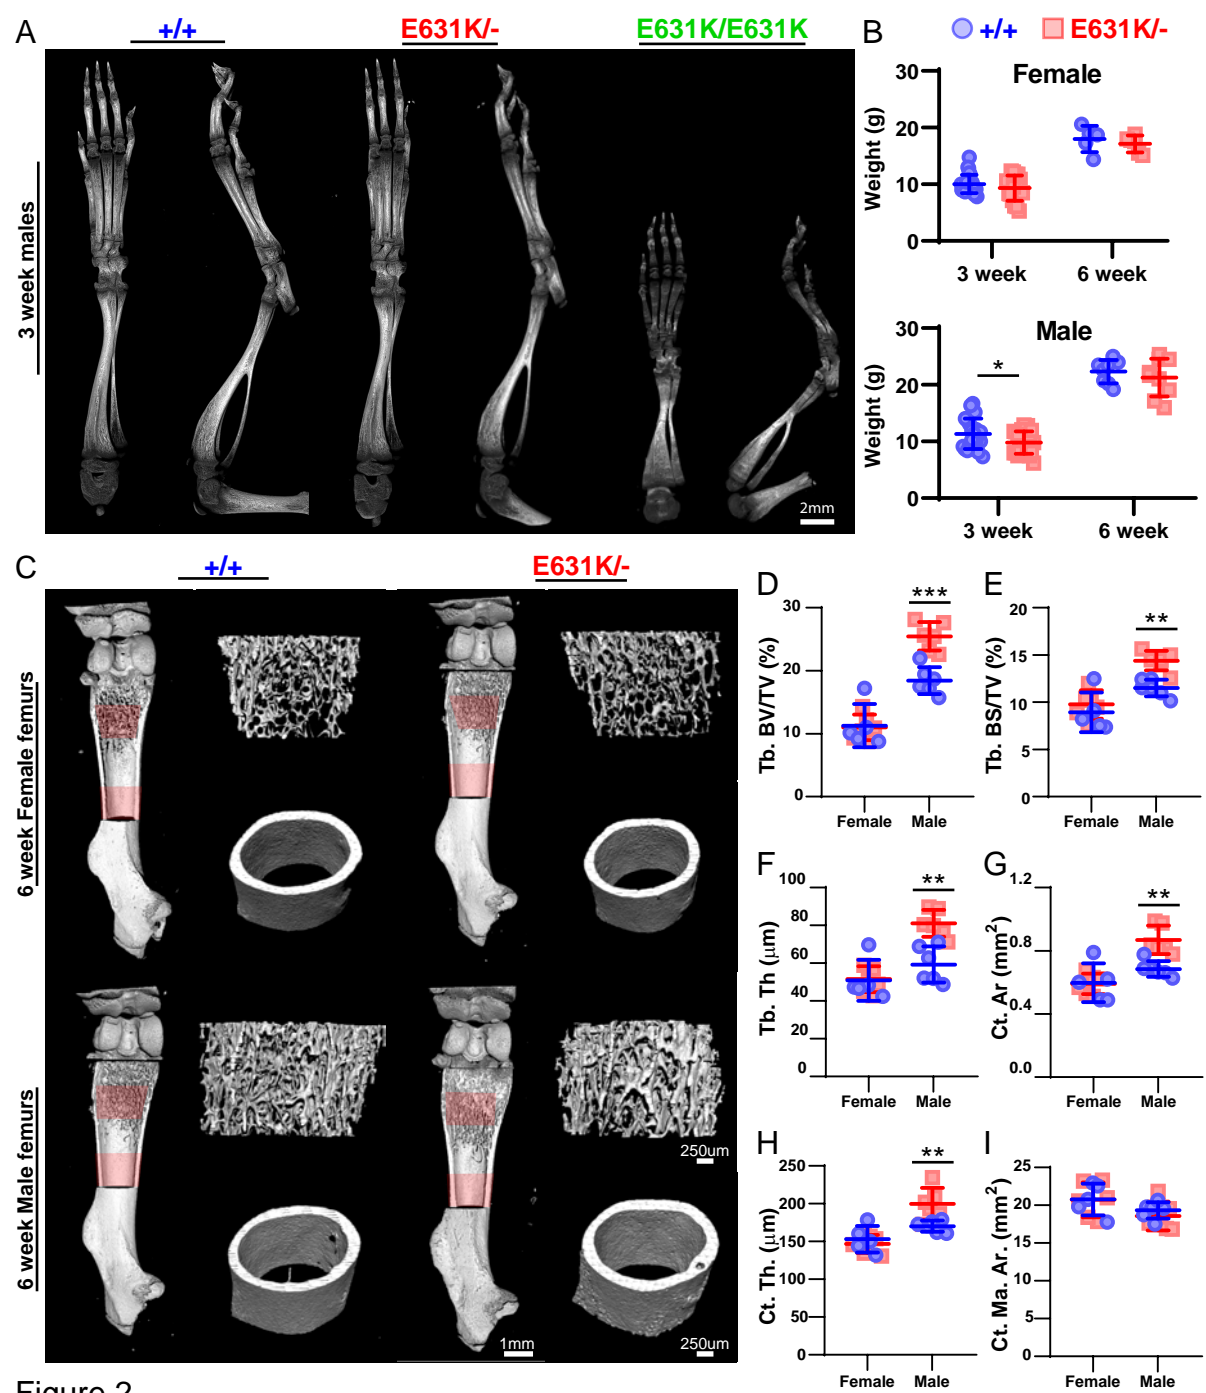 A
+/+
E631K/-
E631K/E631K
3 week males
2mm
B
+/+
E631K/-
Female
Weight (g)
30
20
10
0
3 week
6 week
Male
Weight (g)
30
20
10
0
*
3 week
6 week
C
+/+
E631K/-
6 week Female femurs
6 week Male femurs
250um
1mm
250um
D
Tb. BV/TV (%)
30
20
10
0
***
Female
Male
E
Tb. BS/TV (%)
20
15
10
5
0
**
Female
Male
F
Tb. Th (μm)
100
80
60
40
20
0
**
Female
Male
G
Ct. Ar (mm²)
1.2
0.8
0.4
0.0
**
Female
Male
H
Ct. Th. (μm)
250
200
150
100
50
0
**
Female
Male
I
Ct. Ma. Ar. (mm²)
25
20
15
10
5
0
Female
Male
Figure 2